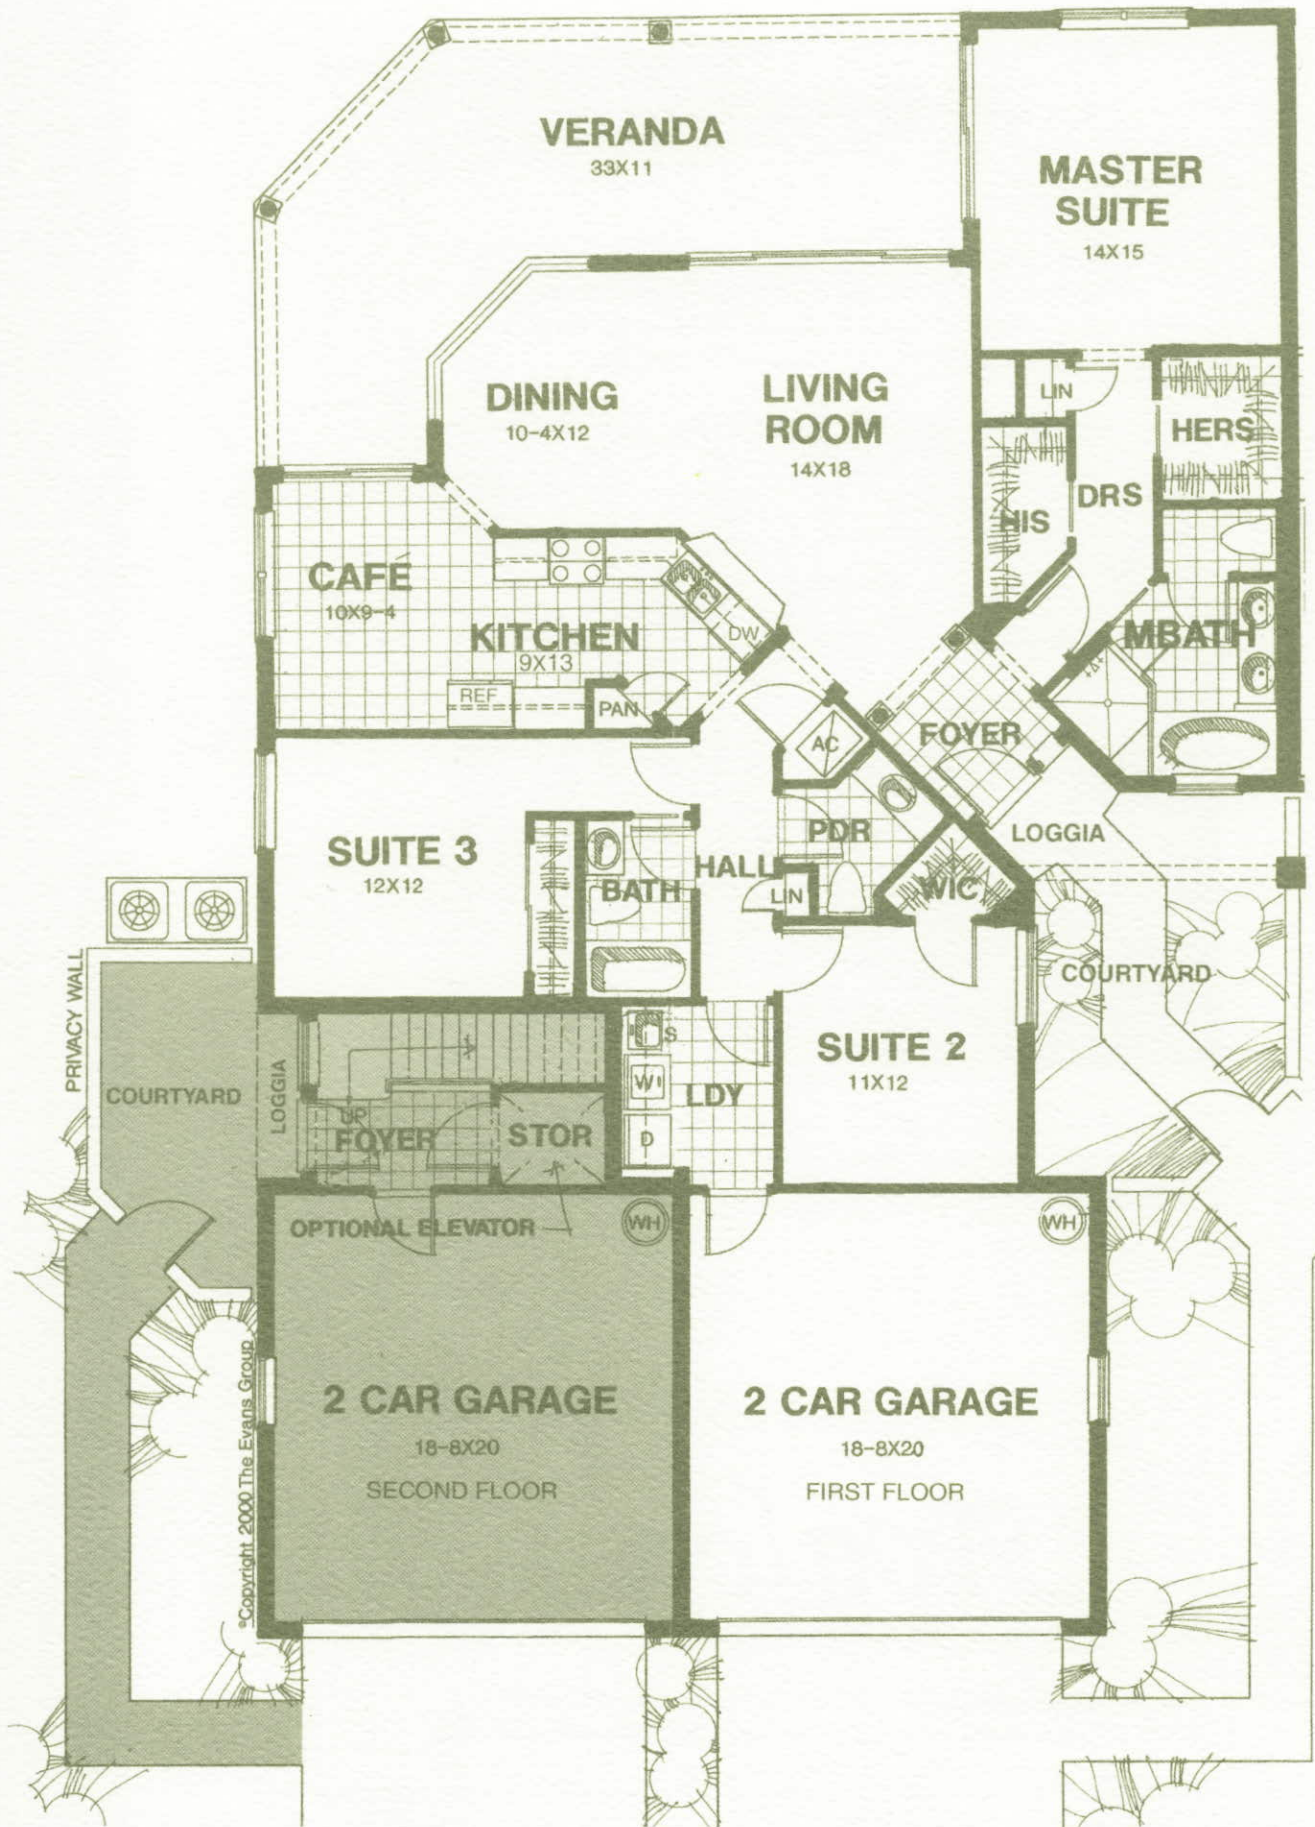 VERANDA
33X11
MASTER
SUITE
14X15
DINING
10-4X12
LIVING
ROOM
14X18
LIN
HERS
HIS
DRS
CAFÉ
10X9-4
KITCHEN
9X13
DW
REF
PAN
MBATH
AC
FOYER
PDR
LOGGIA
SUITE 3
12X12
BATH
HALL
LIN
WIC
COURTYARD
PRIVACY WALL
COURTYARD
LOGGIA
UP
FOYER
STOR
S
W
D
LDY
SUITE 2
11X12
OPTIONAL ELEVATOR
WH
WH
2 CAR GARAGE
18-8X20
SECOND FLOOR
2 CAR GARAGE
18-8X20
FIRST FLOOR
©Copyright 2000 The Evans Group